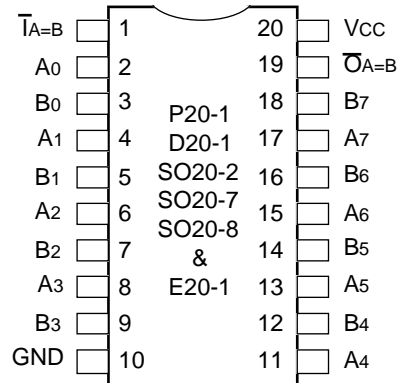 I̅A=B 1 20 VCC
A0 2 19 O̅A=B
B0 3 18 B7
P20-1
A1 4 17 A7
D20-1
B1 5 SO20-2 16 B6
SO20-7
A2 6 15 A6
SO20-8
B2 7 14 B5
&
A3 8 13 A5
E20-1
B3 9 12 B4
GND 10 11 A4